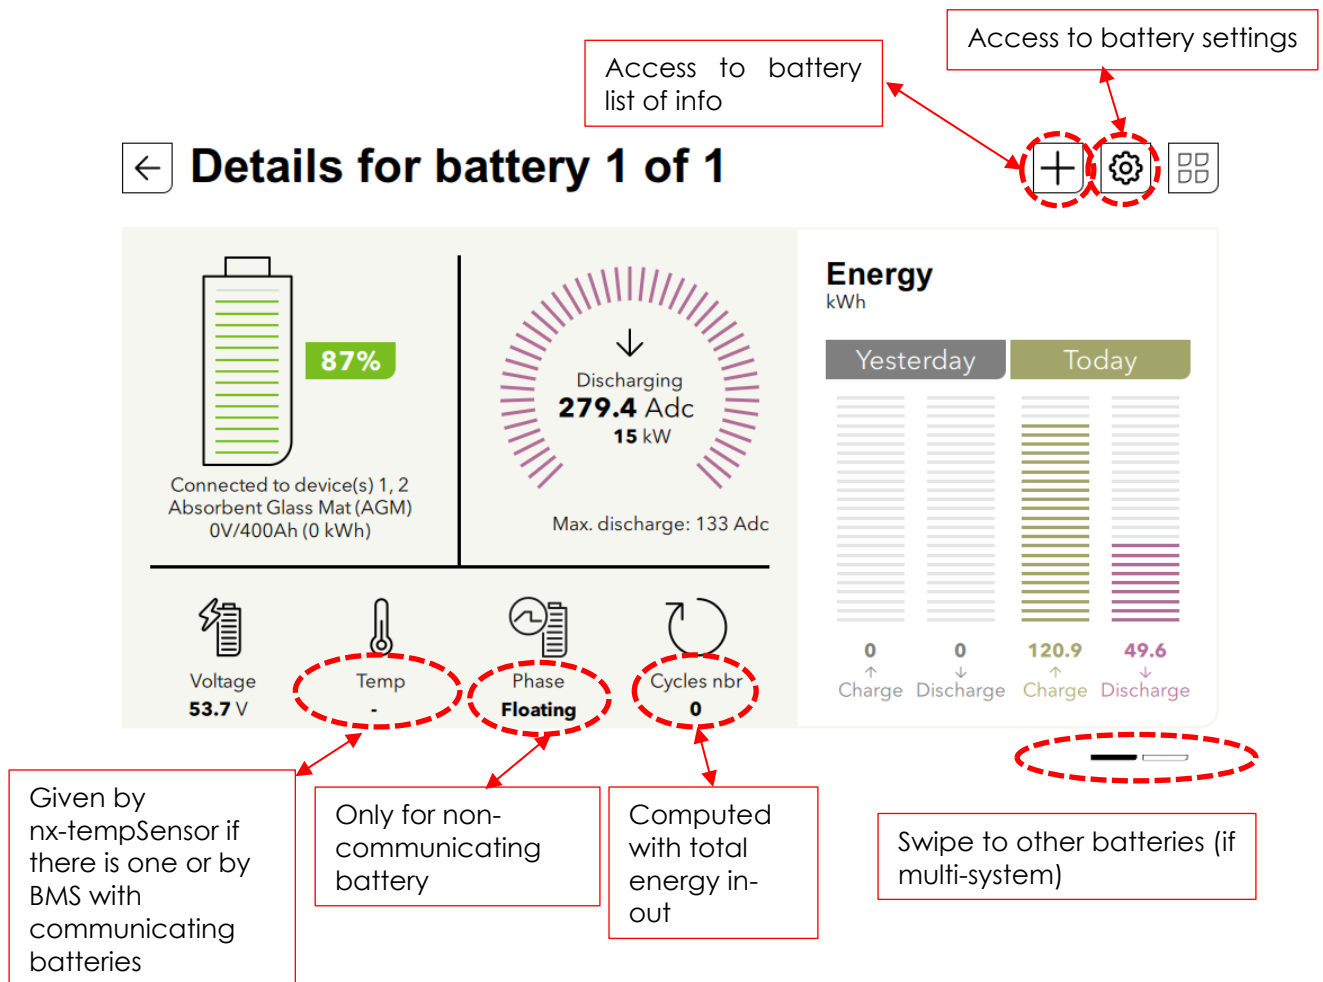 Access to battery settings
Access to battery
list of info
Details for battery 1 of 1
87%
Connected to device(s) 1, 2
Absorbent Glass Mat (AGM)
0V/400Ah (0 kWh)
Discharging
279.4 Adc
15 kW
Max. discharge: 133 Adc
Energy
kWh
Yesterday
Today
0
Charge
0
Discharge
120.9
Charge
49.6
Discharge
Voltage
53.7 V
Temp
-
Phase
Floating
Cycles nbr
0
Given by
nx-tempSensor if
there is one or by
BMS with
communicating
batteries
Only for non-
communicating
battery
Computed
with total
energy in-
out
Swipe to other batteries (if
multi-system)